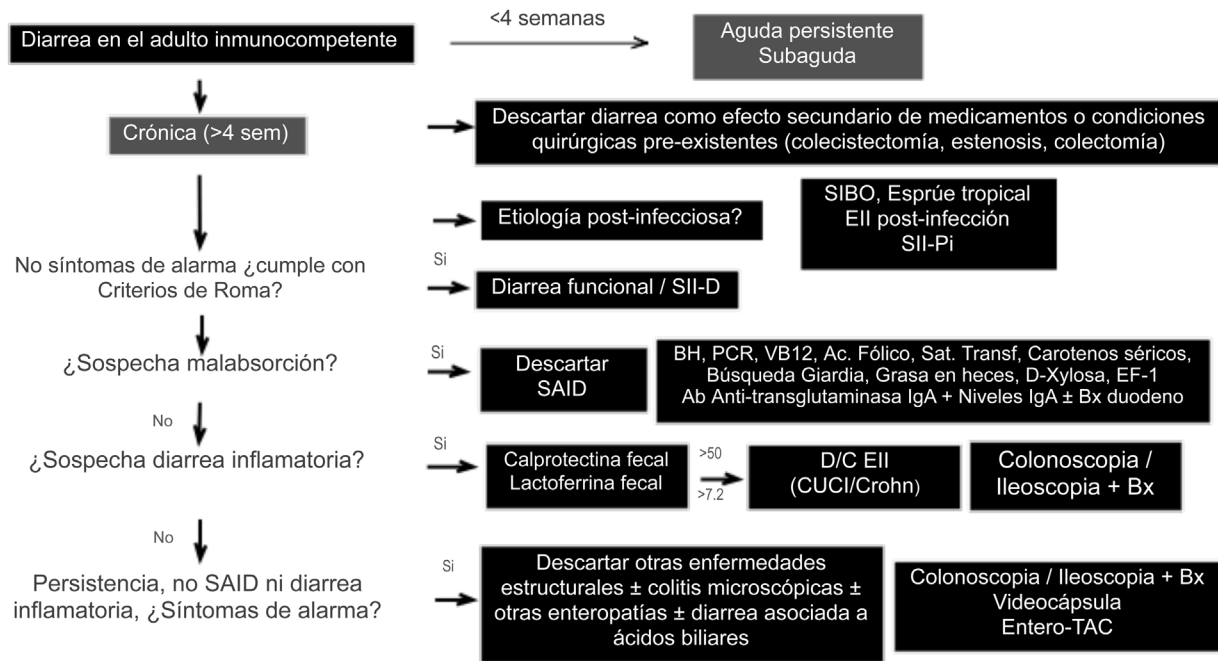 <4 semanas
Diarrea en el adulto inmunocompetente
Aguda persistente
Subaguda
Crónica (>4 sem)
Descartar diarrea como efecto secundario de medicamentos o condiciones
quirúrgicas pre-existentes (colecistectomía, estenosis, colectomía)
Etiología post-infecciosa?
SIBO, Esprúe tropical
EII post-infección
SII-Pi
No síntomas de alarma ¿cumple con
Criterios de Roma?
Si
Diarrea funcional / SII-D
¿Sospecha malabsorción?
Si
Descartar
SAID
BH, PCR, VB12, Ac. Fólico, Sat. Transf, Carotenos séricos,
Búsqueda Giardia, Grasa en heces, D-Xylosa, EF-1
Ab Anti-transglutaminasa IgA + Niveles IgA ± Bx duodeno
No
¿Sospecha diarrea inflamatoria?
Si
Calprotectina fecal
Lactoferrina fecal
>50
>7.2
D/C EII
(CUCI/Crohn)
Colonoscopia /
Ileoscopia + Bx
No
Persistencia, no SAID ni diarrea
inflamatoria, ¿Síntomas de alarma?
Si
Descartar otras enfermedades
estructurales ± colitis microscópicas ±
otras enteropatías ± diarrea asociada a
ácidos biliares
Colonoscopia / Ileoscopia + Bx
Videocápsula
Entero-TAC